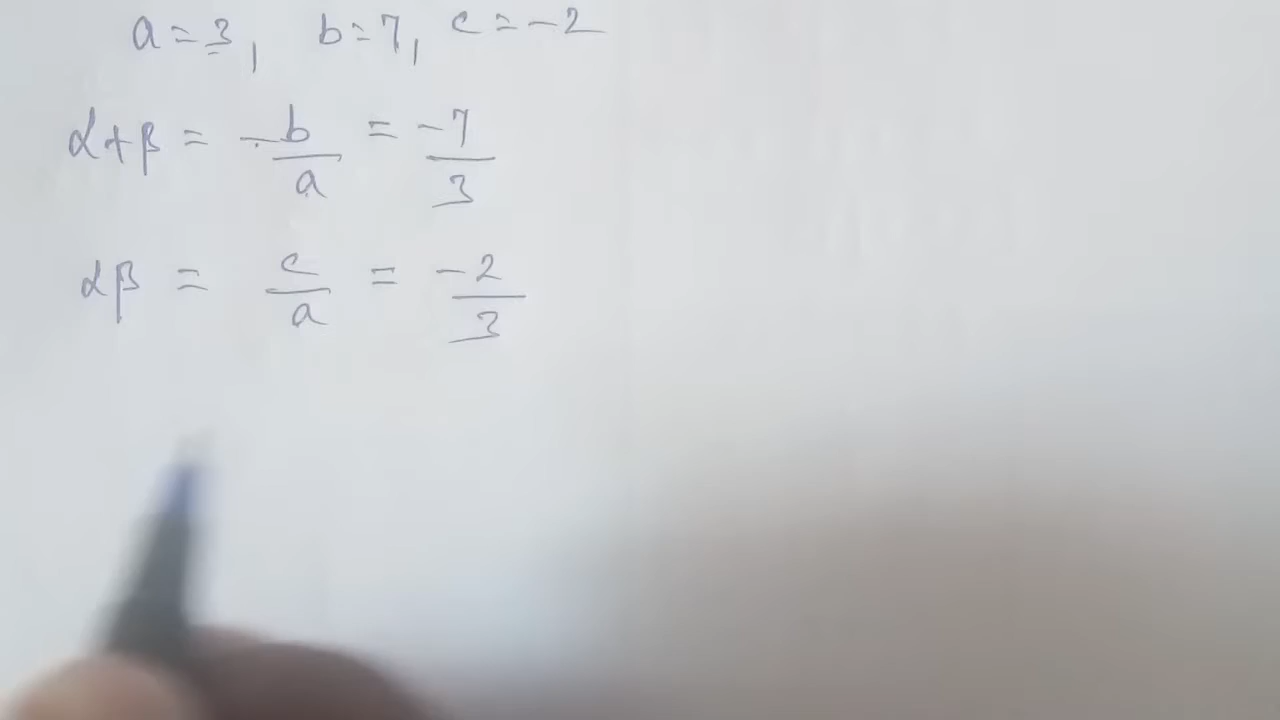 a = 3, b = 7, c = -2
α+β = -b/a = -7/3
αβ = c/a = -2/3